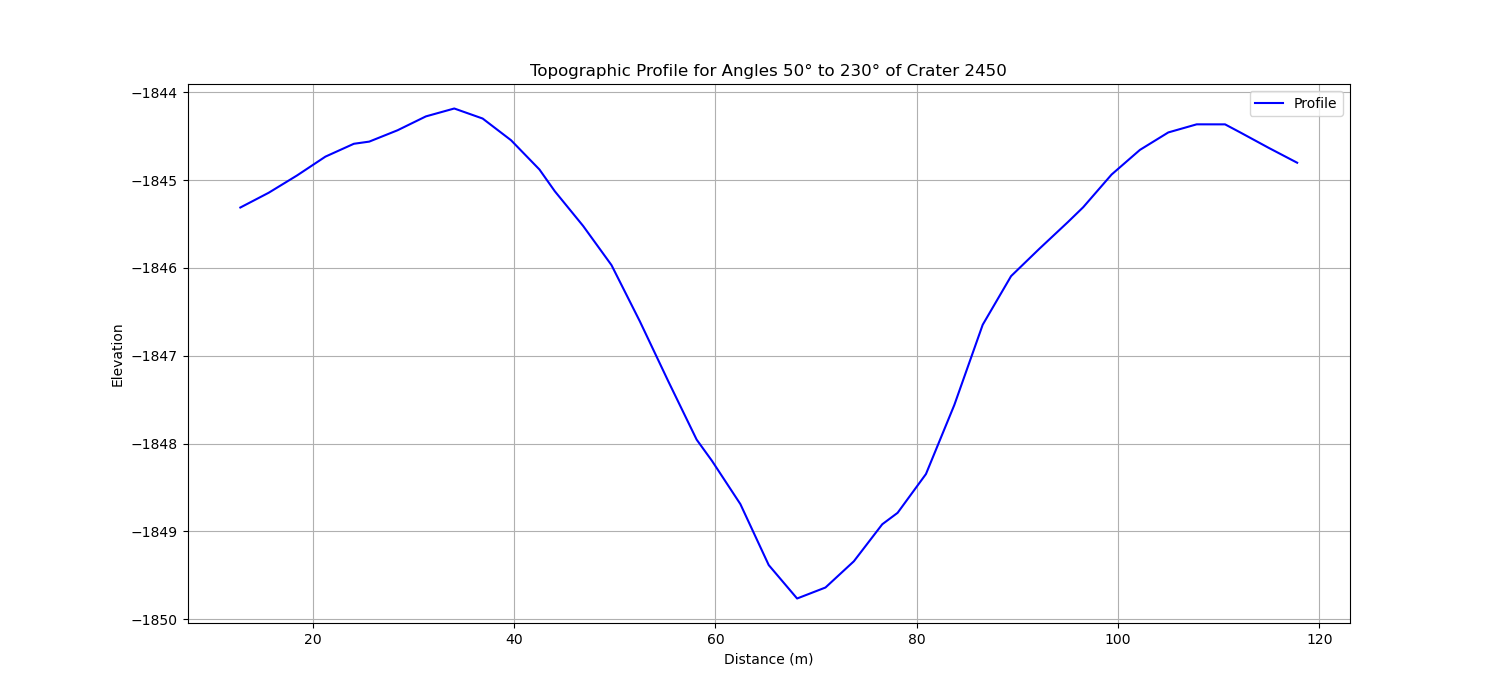 Topographic Profile for Angles 50° to 230° of Crater 2450
Profile
Elevation
−1844
−1845
−1846
−1847
−1848
−1849
−1850
20 40 60 80 100 120
Distance (m)